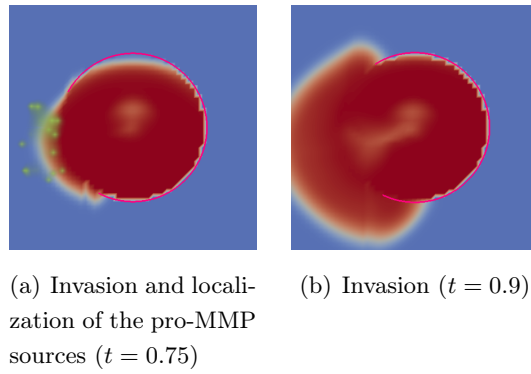 (a) Invasion and locali-
zation of the pro-MMP
sources (t = 0.75)
(b) Invasion (t = 0.9)